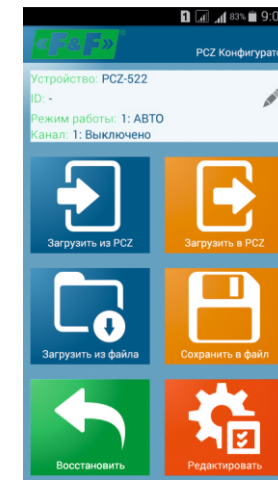 1 83% 9:0
«F&F»
PCZ Конфигурато
Устройство: PCZ-522
ID: -
Режим работы: 1: АВТО
Канал: 1: Выключено
Загрузить из PCZ
Загрузить в PCZ
Загрузить из файла
Сохранить в файл
Восстановить
Редактировать